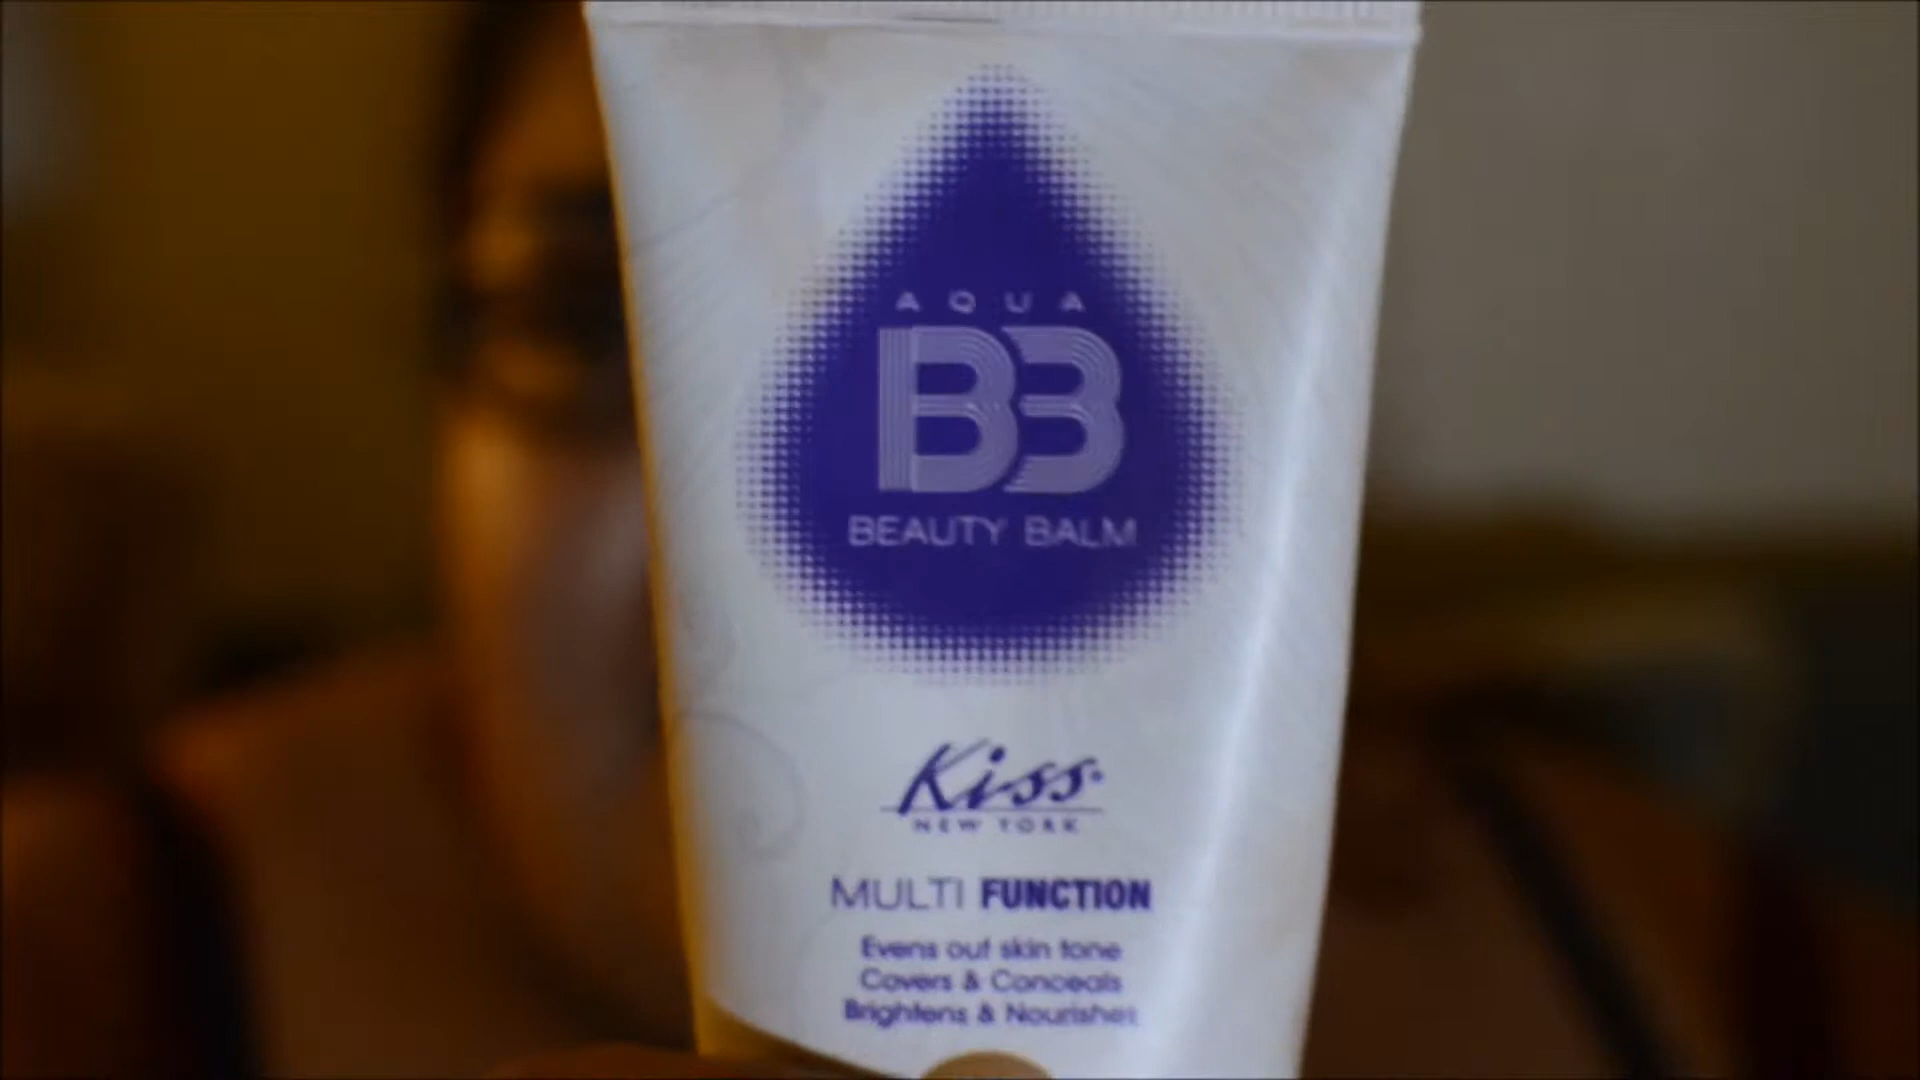 AQUA
BB
BEAUTY BALM
Kiss
NEW YORK
MULTI FUNCTION
Evens out skin tone
Covers & Conceals
Brightens & Nourishes